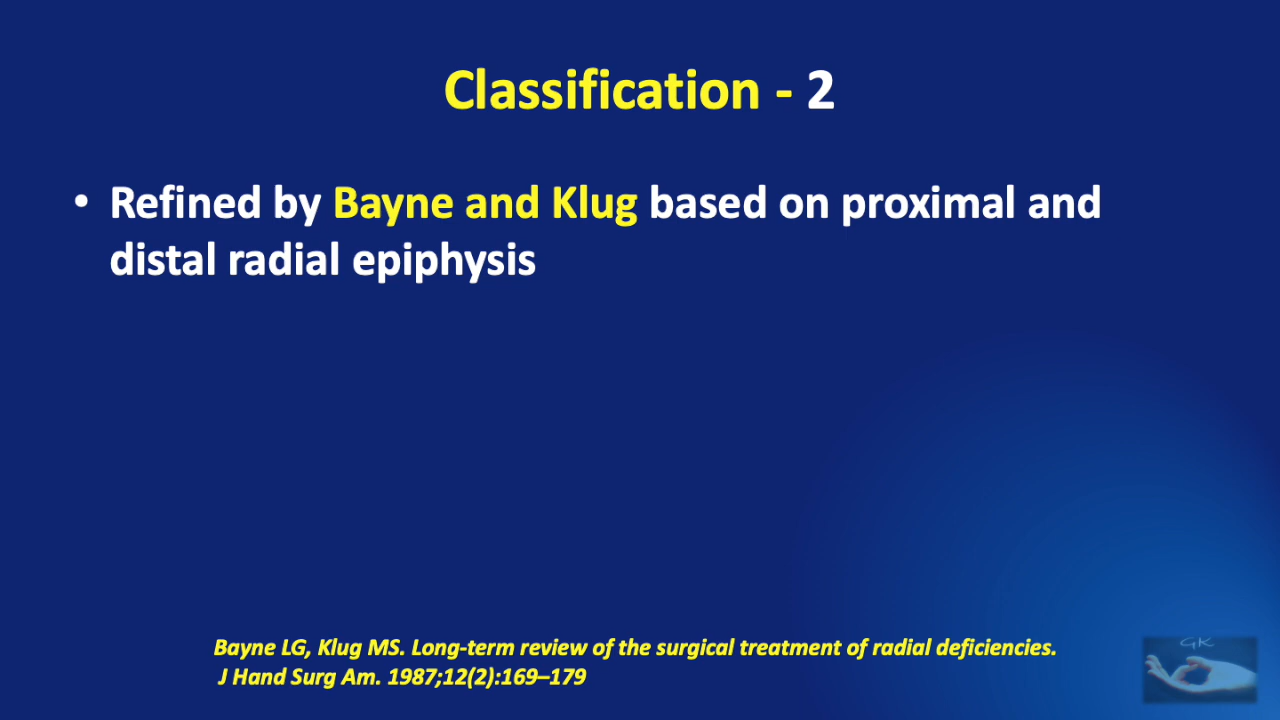 Classification - 2
• Refined by Bayne and Klug based on proximal and
distal radial epiphysis
Bayne LG, Klug MS. Long-term review of the surgical treatment of radial deficiencies.
J Hand Surg Am. 1987;12(2):169–179
GK